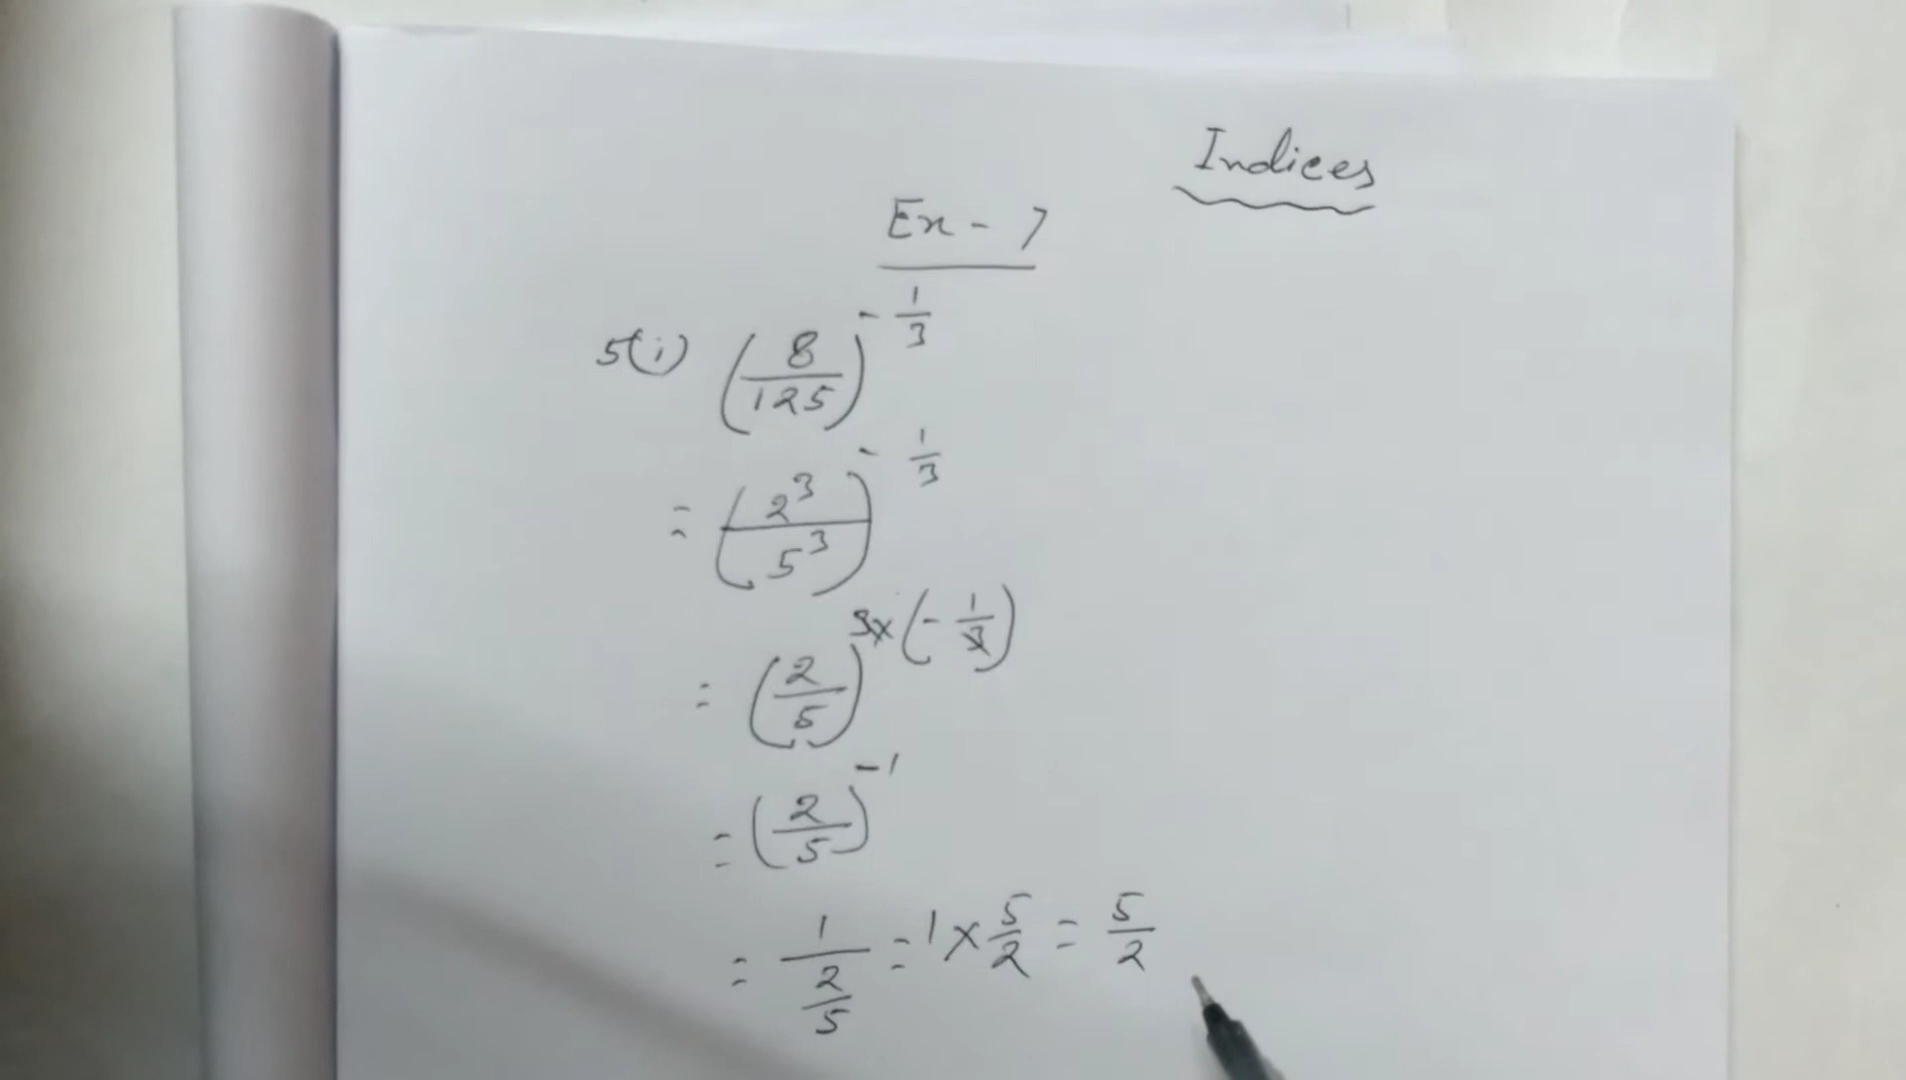 Indices
Ex - 7
5(i) (8/125)^(- 1/3)
= (2^3/5^3)^(- 1/3)
= (2/5)^(3 × (- 1/3))
= (2/5)^(-1)
= 1/(2/5) = 1 × 5/2 = 5/2